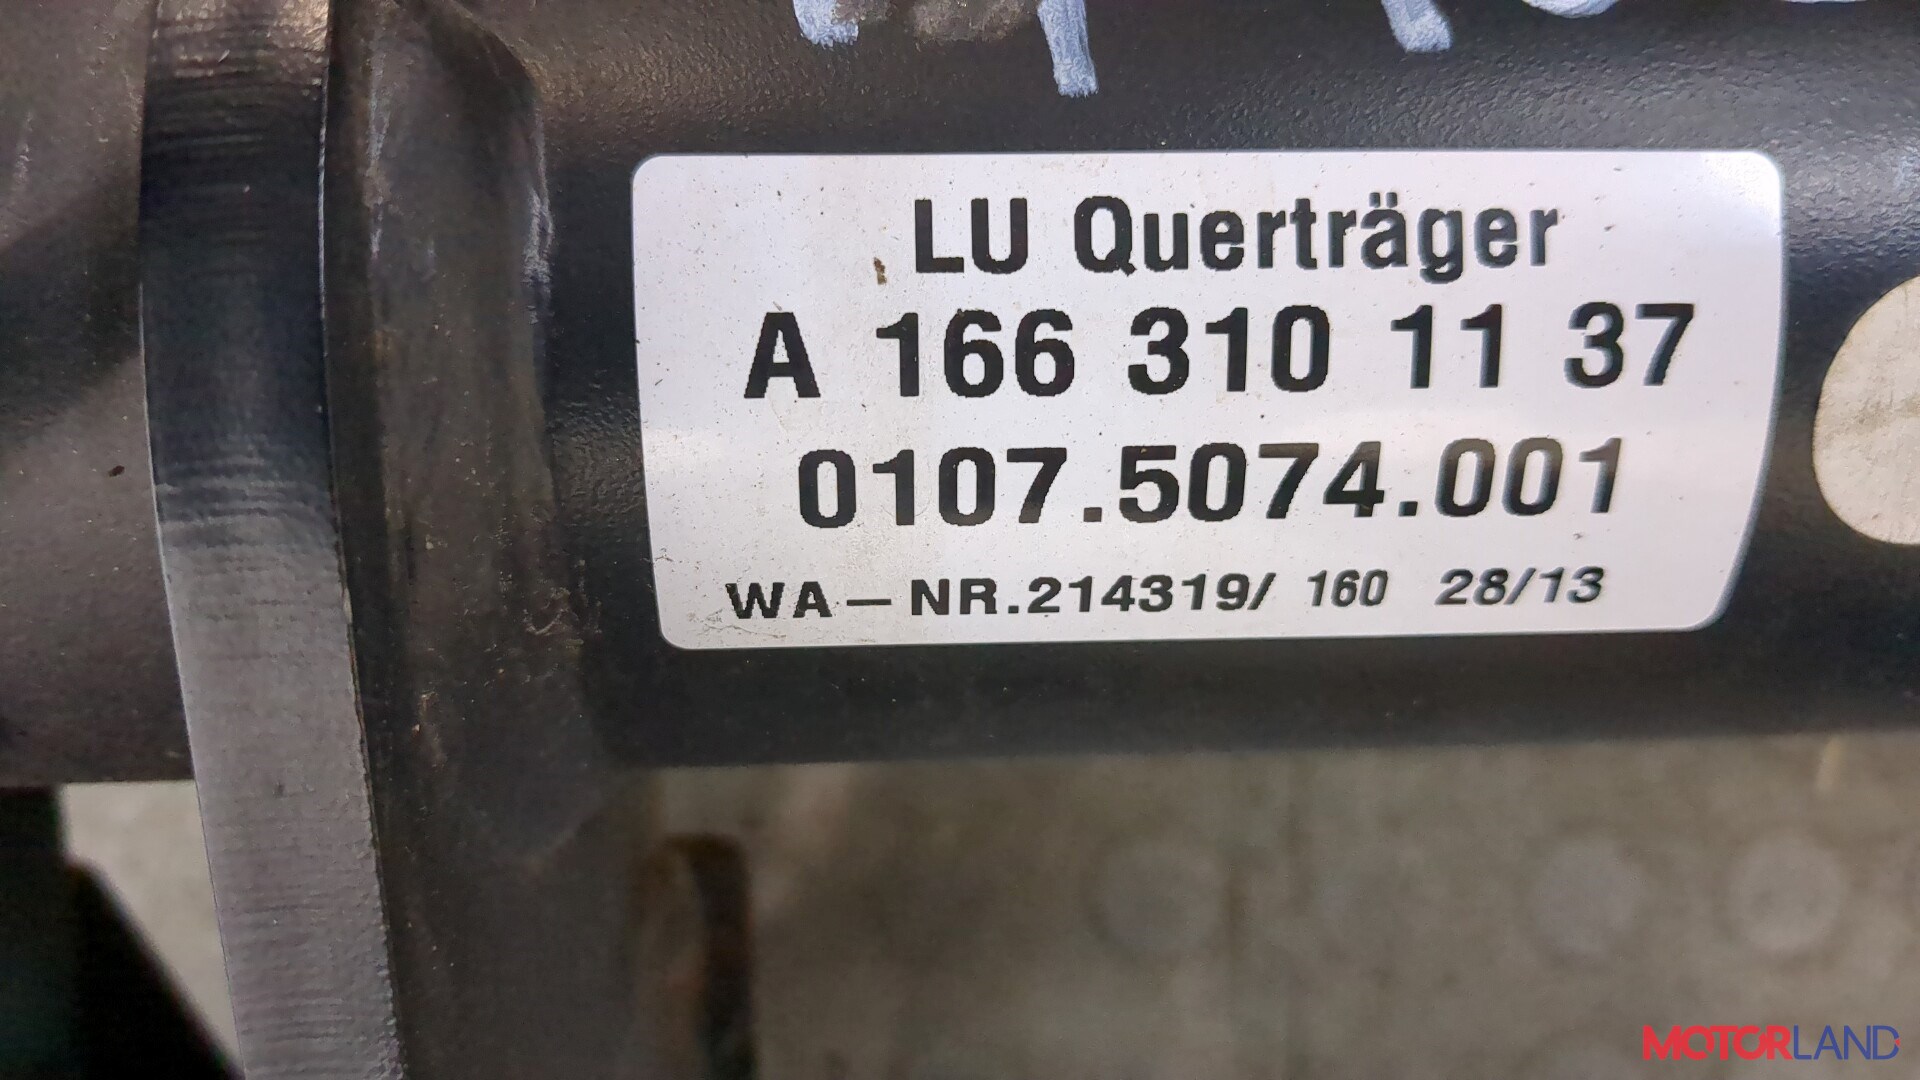 LU Querträger
A 166 310 11 37
0107.5074.001
WA-NR.214319/ 160 28/13
MOTORLAND